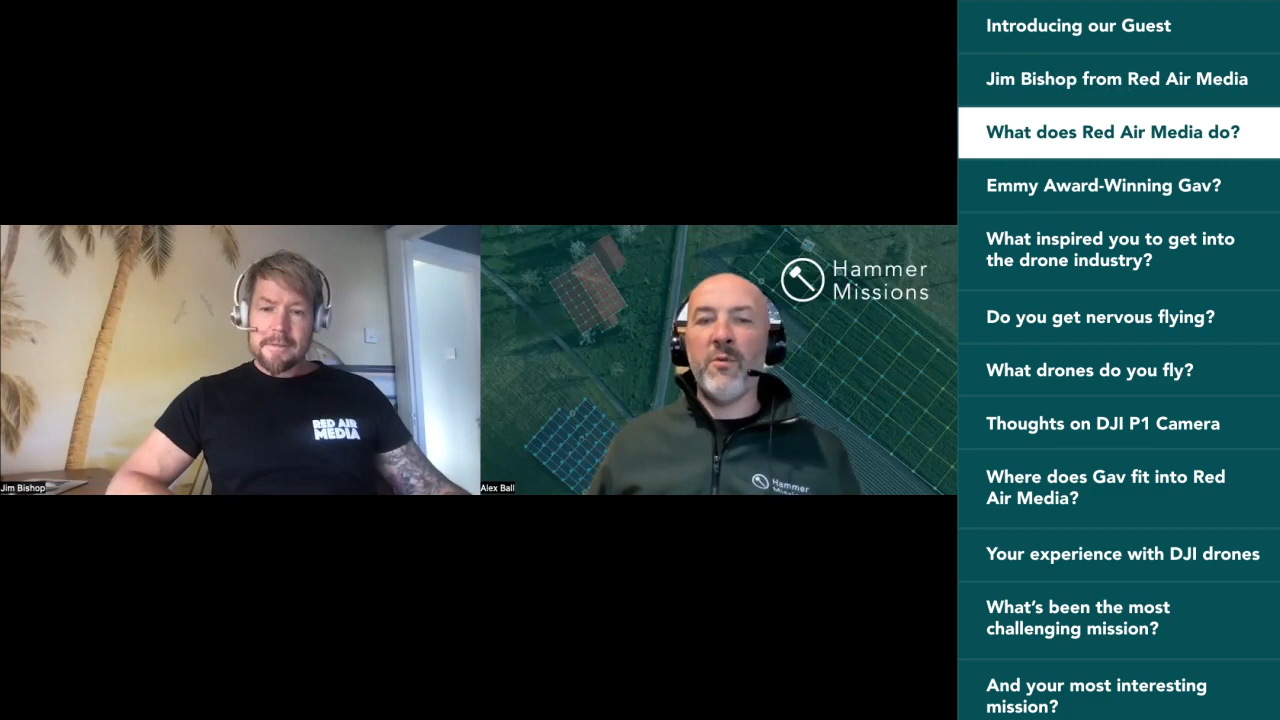 Introducing our Guest
Jim Bishop from Red Air Media
What does Red Air Media do?
Emmy Award-Winning Gav?
What inspired you to get into
the drone industry?
Do you get nervous flying?
What drones do you fly?
Thoughts on DJI P1 Camera
Where does Gav fit into Red
Air Media?
Your experience with DJI drones
What’s been the most
challenging mission?
And your most interesting
mission?
Hammer
Missions
RED AIR
MEDIA
Hammer
Jim Bishop
Alex Ball